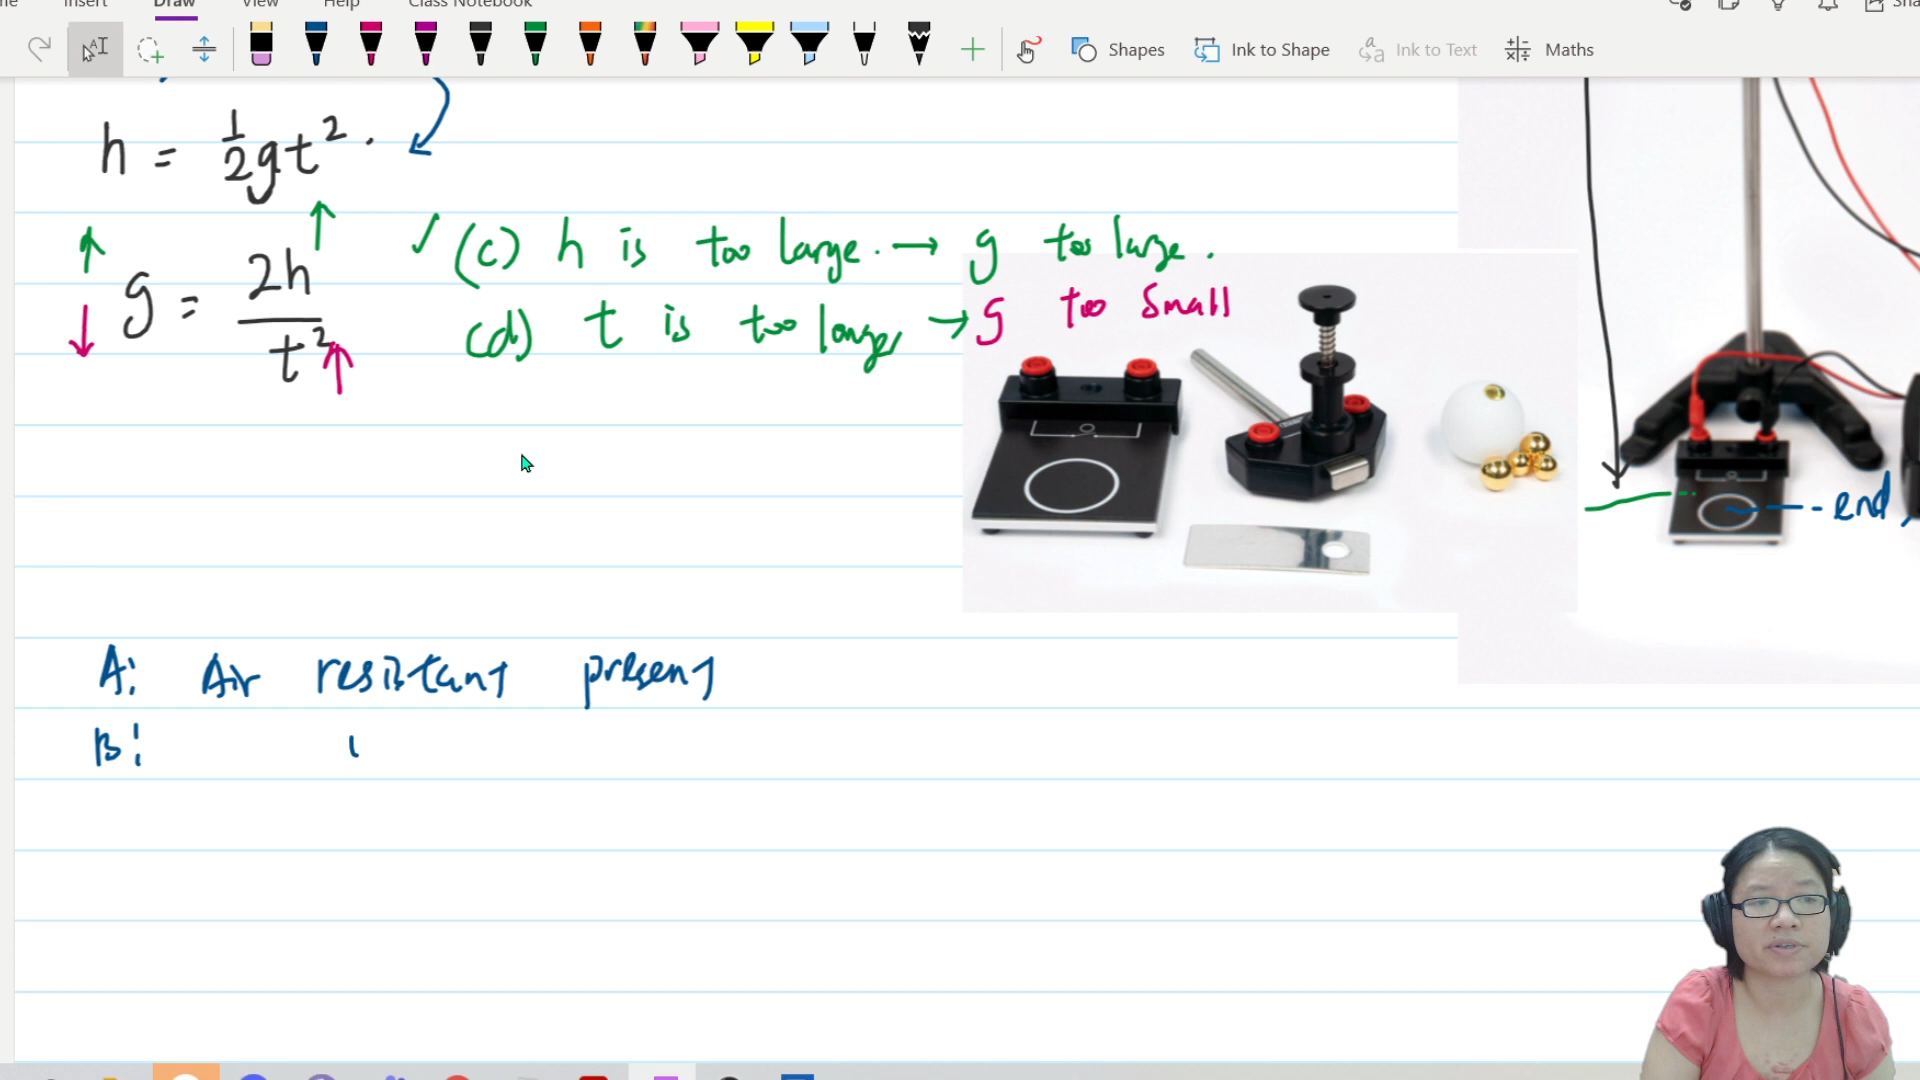 Insert Draw View Help Class Notebook
Shapes Ink to Shape Ink to Text Maths
h = ½gt².
↑ ↑ ✓ (c) h is too large. → g too large.
g = 2h / t²
↓ ↑ (d) t is too large, → g too small
end,
A: Air resistant present
B: